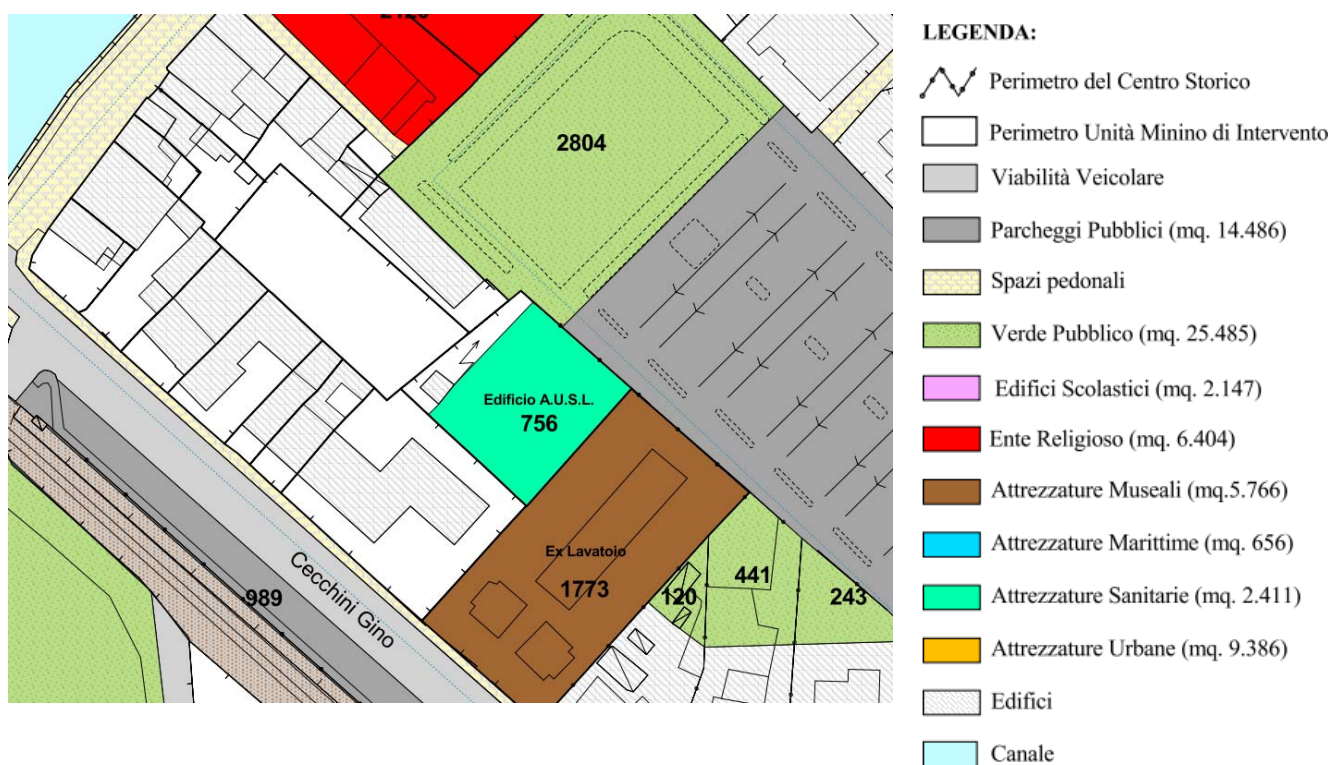 2804
Edificio A.U.S.L.
756
Ex Lavatoio
1773
120
441
243
989
Cecchini Gino
LEGENDA:
Perimetro del Centro Storico
Perimetro Unità Minino di Intervento
Viabilità Veicolare
Parcheggi Pubblici (mq. 14.486)
Spazi pedonali
Verde Pubblico (mq. 25.485)
Edifici Scolastici (mq. 2.147)
Ente Religioso (mq. 6.404)
Attrezzature Museali (mq.5.766)
Attrezzature Marittime (mq. 656)
Attrezzature Sanitarie (mq. 2.411)
Attrezzature Urbane (mq. 9.386)
Edifici
Canale